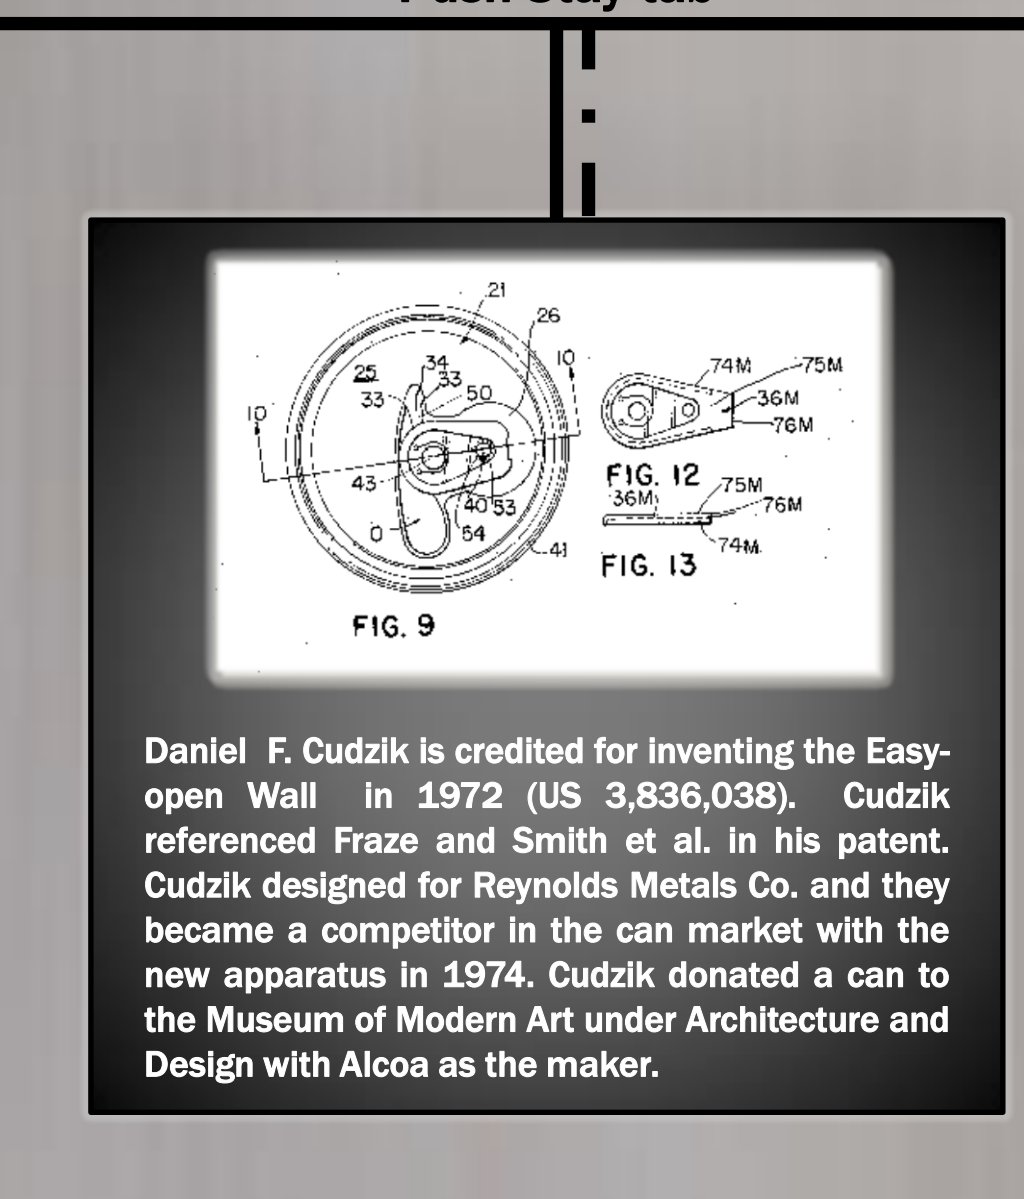 Push Stay-tab
21
26
10
34
25
33
33
50
10
43
40 53
0
54
41
FIG. 9
74M
75M
36M
76M
FIG. 12
36M
75M
76M
74M
FIG. 13
Daniel F. Cudzik is credited for inventing the Easy-
open Wall in 1972 (US 3,836,038). Cudzik
referenced Fraze and Smith et al. in his patent.
Cudzik designed for Reynolds Metals Co. and they
became a competitor in the can market with the
new apparatus in 1974. Cudzik donated a can to
the Museum of Modern Art under Architecture and
Design with Alcoa as the maker.